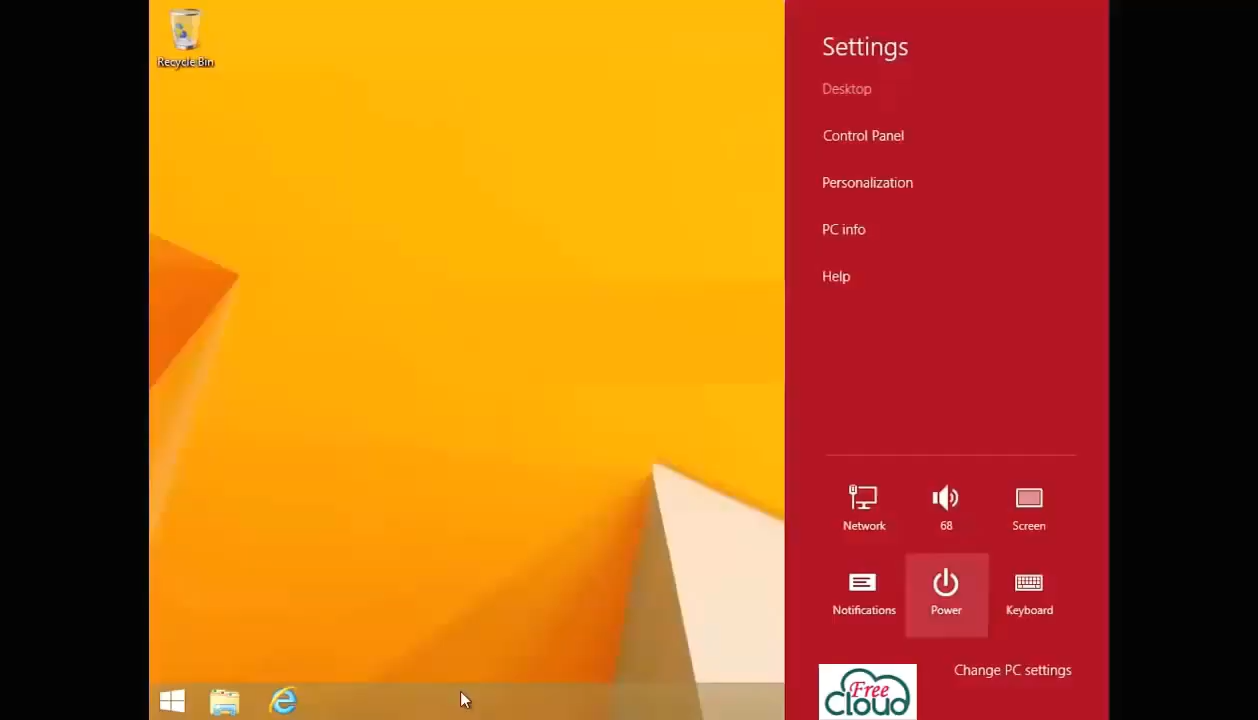 Recycle Bin
Settings
Desktop
Control Panel
Personalization
PC info
Help
Network
68
Screen
Notifications
Power
Keyboard
Change PC settings
Free
Cloud